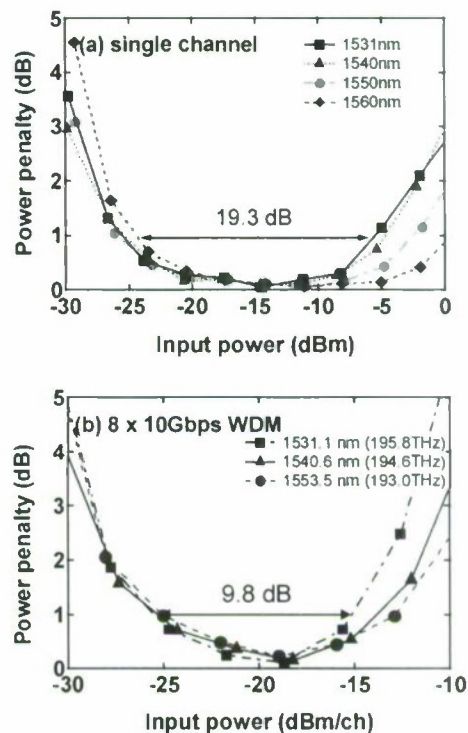 (a) single channel
1531nm
1540nm
1550nm
1560nm
Power penalty (dB)
5
4
3
2
1
0
19.3 dB
-30 -25 -20 -15 -10 -5 0
Input power (dBm)
(b) 8 x 10Gbps WDM
1531.1 nm (195.8THz)
1540.6 nm (194.6THz)
1553.5 nm (193.0THz)
Power penalty (dB)
5
4
3
2
1
0
9.8 dB
-30 -25 -20 -15 -10
Input power (dBm/ch)